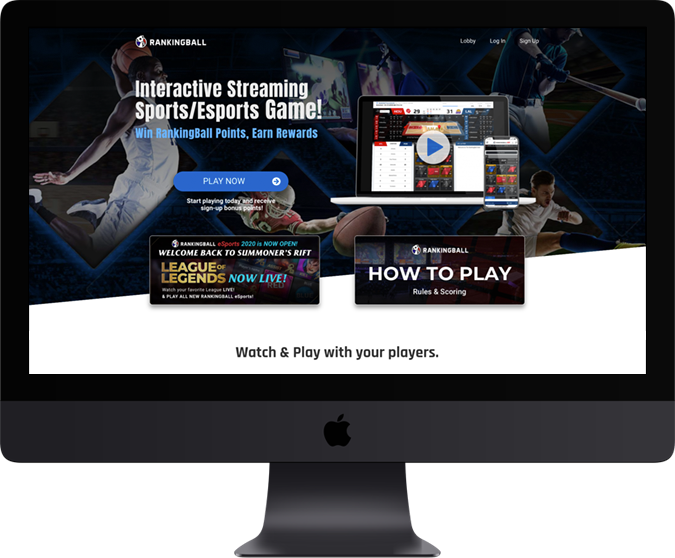 RANKINGBALL
Lobby Log In Sign Up
Interactive Streaming
Sports/Esports Game!
Win RankingBall Points, Earn Rewards
PLAY NOW
Start playing today and receive
sign-up bonus points!
RANKINGBALL eSports 2020 is NOW OPEN!
WELCOME BACK TO SUMMONER'S RIFT
LEAGUE OF
LEGENDS NOW LIVE!
Watch your favorite League LIVE!
& PLAY ALL NEW RANKINGBALL eSports!
RANKINGBALL
HOW TO PLAY
Rules & Scoring
Watch & Play with your players.